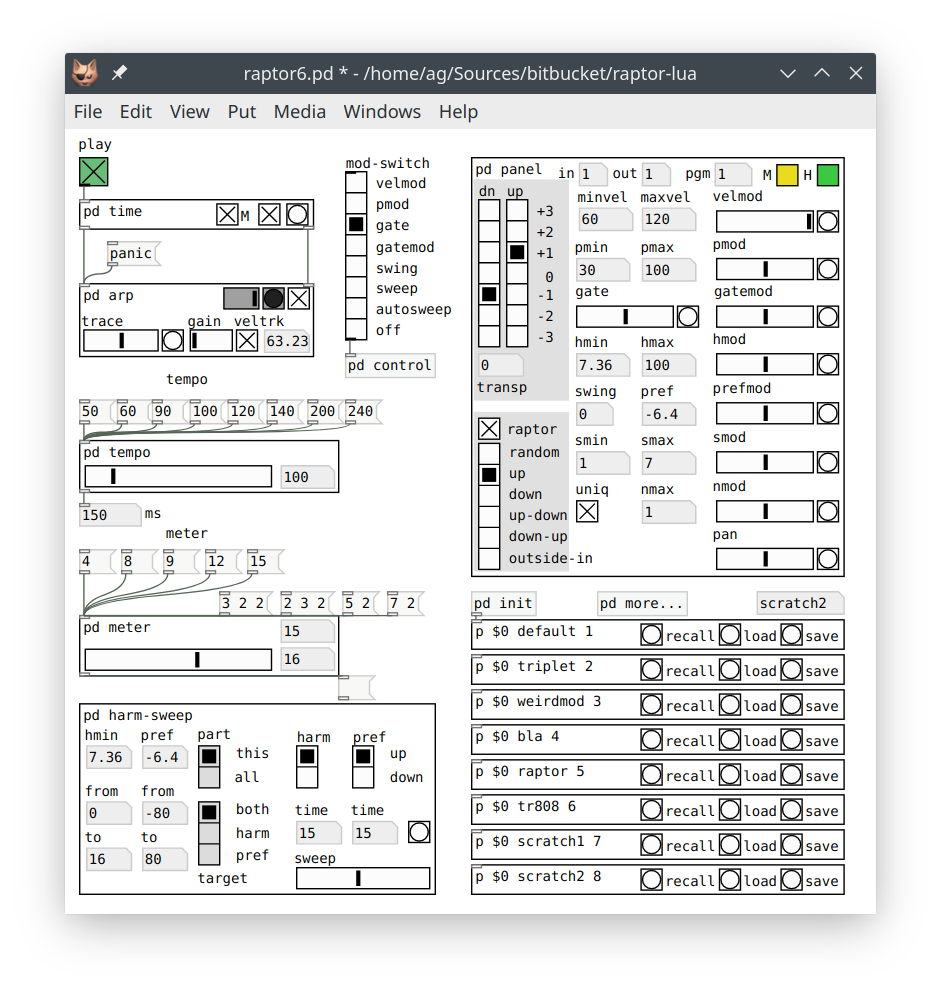 raptor6.pd * - /home/ag/Sources/bitbucket/raptor-lua
File Edit View Put Media Windows Help
play
pd time
M
panic
pd arp
trace gain veltrk
63.23
mod-switch
velmod
pmod
gate
gatemod
swing
sweep
autosweep
off
pd control
tempo
50 60 90 100 120 140 200 240
pd tempo
100
150 ms
meter
4 8 9 12 15
3 2 2 2 3 2 5 2 7 2
pd meter
15
16
pd harm-sweep
hmin pref part harm pref
7.36 -6.4 this up
all down
from from
0 -80 both time time
harm 15 15
to to
16 80 pref sweep
target
pd panel in 1 out 1 pgm 1 M H
dn up
+3
+2
+1
0
-1
-2
-3
0
transp
raptor
random
up
down
up-down
down-up
outside-in
minvel maxvel velmod
60 120
pmin pmax pmod
30 100
gate gatemod
hmin hmax hmod
7.36 100
swing pref prefmod
0 -6.4
smin smax smod
1 7
uniq nmax nmod
1
pan
pd init pd more... scratch2
p $0 default 1 recall load save
p $0 triplet 2 recall load save
p $0 weirdmod 3 recall load save
p $0 bla 4 recall load save
p $0 raptor 5 recall load save
p $0 tr808 6 recall load save
p $0 scratch1 7 recall load save
p $0 scratch2 8 recall load save